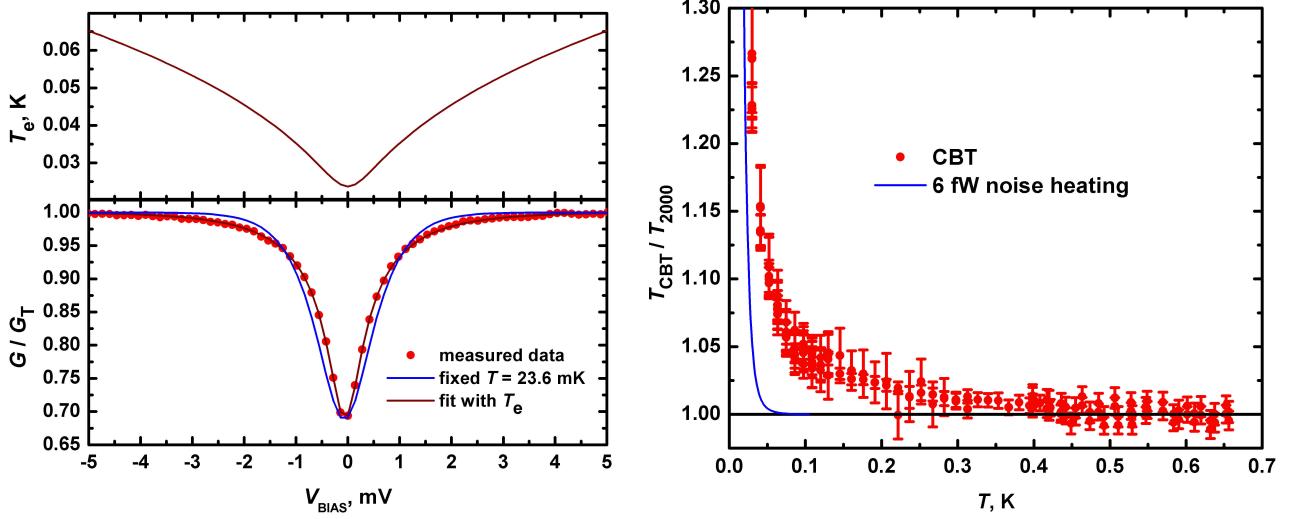 0.06
0.05
0.04
0.03
T_e, K
1.00
0.95
0.90
0.85
0.80
0.75
0.70
0.65
G / G_T
measured data
fixed T = 23.6 mK
fit with T_e
-5 -4 -3 -2 -1 0 1 2 3 4 5
V_BIAS, mV
1.30
1.25
1.20
1.15
1.10
1.05
1.00
T_CBT / T_2000
CBT
6 fW noise heating
0.0 0.1 0.2 0.3 0.4 0.5 0.6 0.7
T, K